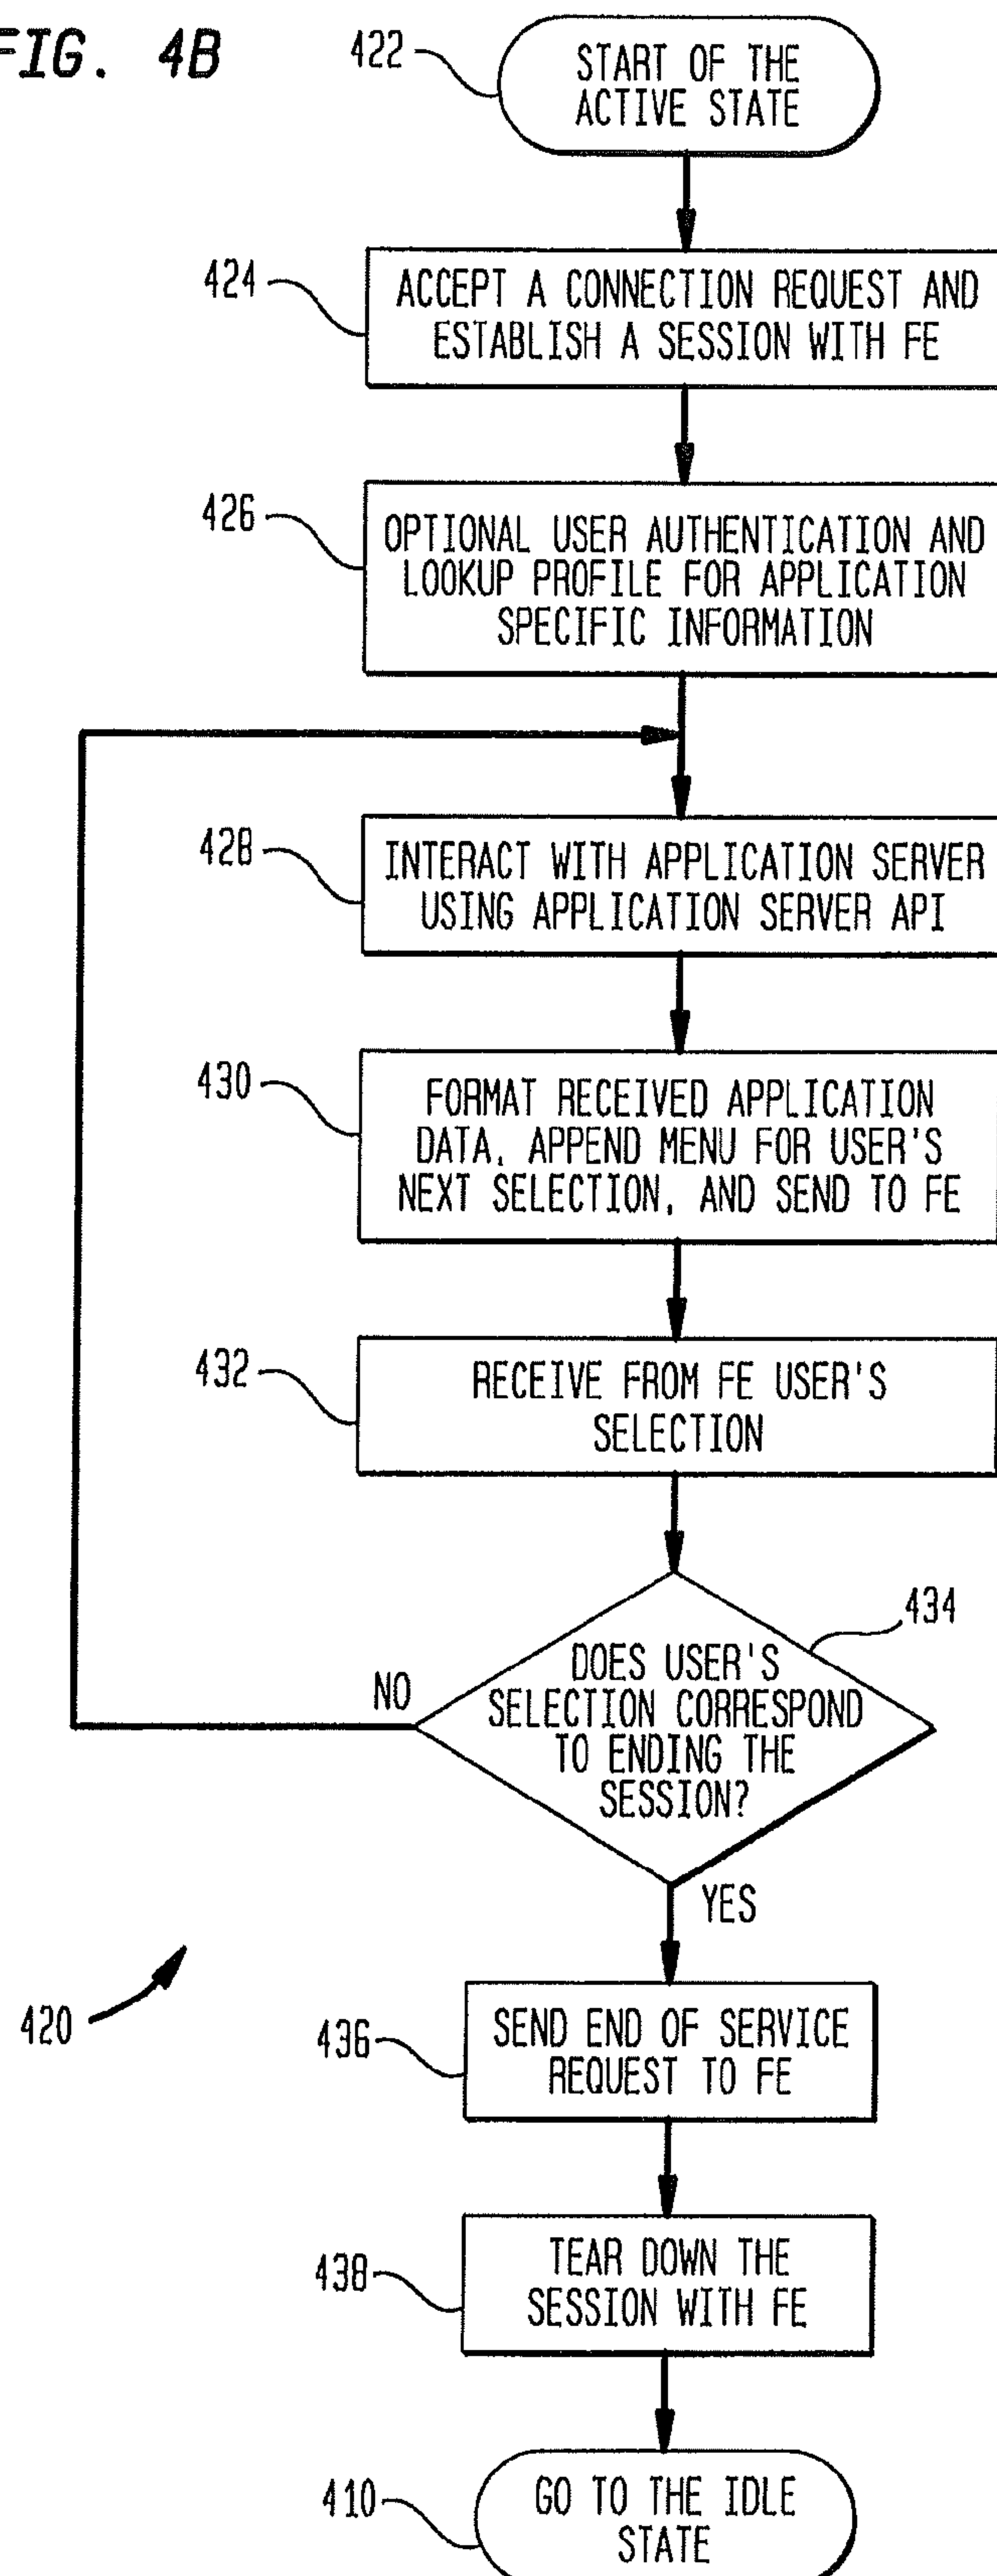 FIG. 4B
422
START OF THE
ACTIVE STATE
424
ACCEPT A CONNECTION REQUEST AND
ESTABLISH A SESSION WITH FE
426
OPTIONAL USER AUTHENTICATION AND
LOOKUP PROFILE FOR APPLICATION
SPECIFIC INFORMATION
428
INTERACT WITH APPLICATION SERVER
USING APPLICATION SERVER API
430
FORMAT RECEIVED APPLICATION
DATA, APPEND MENU FOR USER'S
NEXT SELECTION, AND SEND TO FE
432
RECEIVE FROM FE USER'S
SELECTION
434
DOES USER'S
SELECTION CORRESPOND
TO ENDING THE
SESSION?
NO
YES
420
436
SEND END OF SERVICE
REQUEST TO FE
438
TEAR DOWN THE
SESSION WITH FE
410
GO TO THE IDLE
STATE